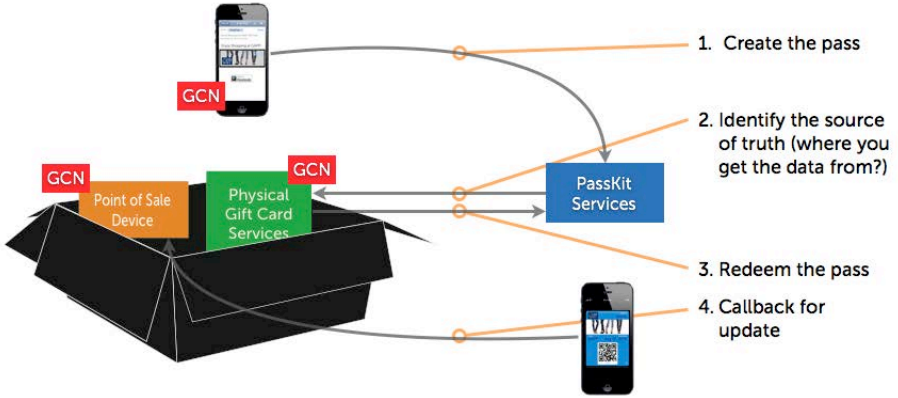 GCN
1. Create the pass
2. Identify the source
of truth (where you
get the data from?)
GCN
GCN
Point of Sale
Device
Physical
Gift Card
Services
PassKit
Services
3. Redeem the pass
4. Callback for
update